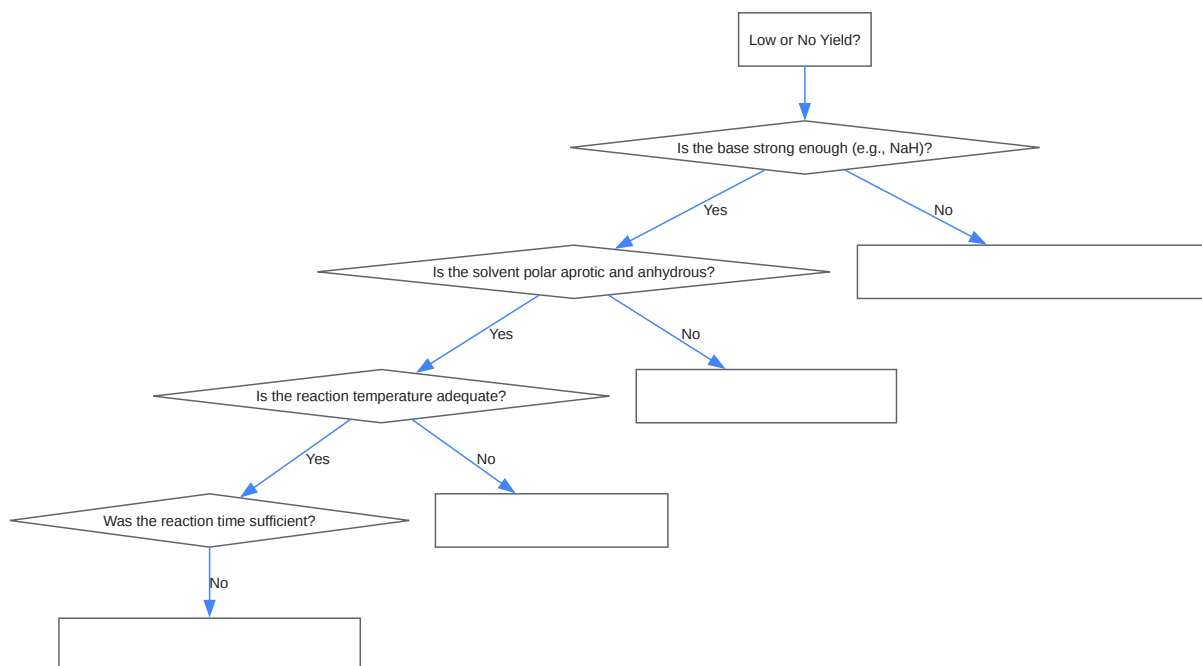 Low or No Yield?
Is the base strong enough (e.g., NaH)?
Yes
No
Is the solvent polar aprotic and anhydrous?
Yes
No
Is the reaction temperature adequate?
Yes
No
Was the reaction time sufficient?
No